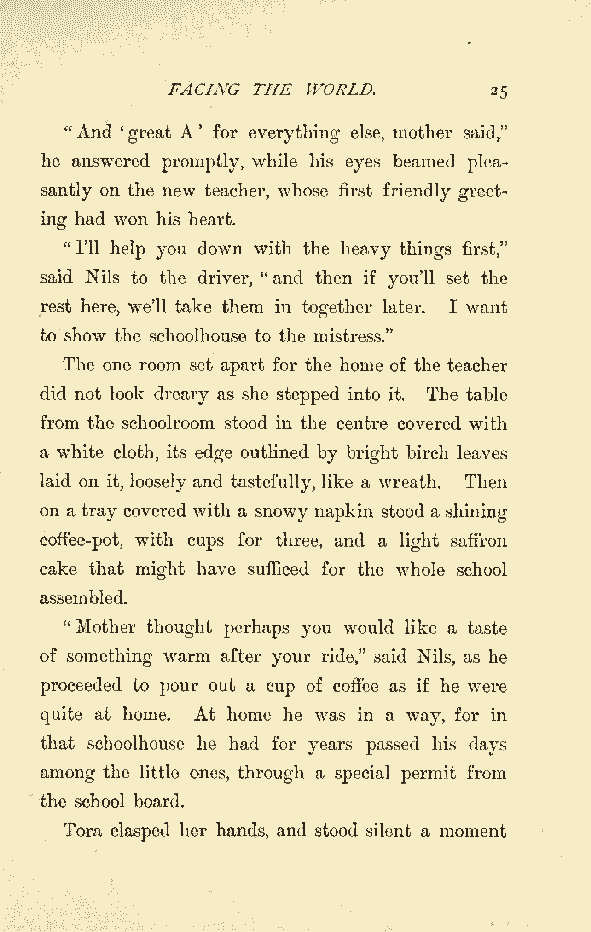 FACING THE WORLD. 25
"And 'great A' for everything else, mother said,"
he answered promptly, while his eyes beamed plea-
santly on the new teacher, whose first friendly greet-
ing had won his heart.
"I'll help you down with the heavy things first,"
said Nils to the driver, "and then if you'll set the
rest here, we'll take them in together later. I want
to show the schoolhouse to the mistress."
The one room set apart for the home of the teacher
did not look dreary as she stepped into it. The table
from the schoolroom stood in the centre covered with
a white cloth, its edge outlined by bright birch leaves
laid on it, loosely and tastefully, like a wreath. Then
on a tray covered with a snowy napkin stood a shining
coffee-pot, with cups for three, and a light saffron
cake that might have sufficed for the whole school
assembled.
"Mother thought perhaps you would like a taste
of something warm after your ride," said Nils, as he
proceeded to pour out a cup of coffee as if he were
quite at home. At home he was in a way, for in
that schoolhouse he had for years passed his days
among the little ones, through a special permit from
the school board.
Tora clasped her hands, and stood silent a moment